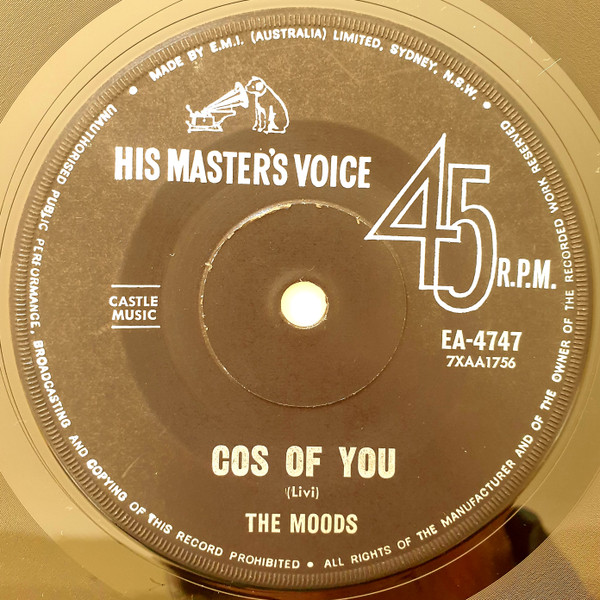 MADE BY E.M.I. (AUSTRALIA) LIMITED, SYDNEY, N.S.W.
HIS MASTER'S VOICE
45 R.P.M.
CASTLE
MUSIC
EA-4747
7XAA1756
COS OF YOU
(Livi)
THE MOODS
UNAUTHORISED PUBLIC PERFORMANCE, BROADCASTING AND COPYING OF THIS RECORD PROHIBITED • ALL RIGHTS OF THE MANUFACTURER AND OF THE OWNER OF THE RECORDED WORK RESERVED